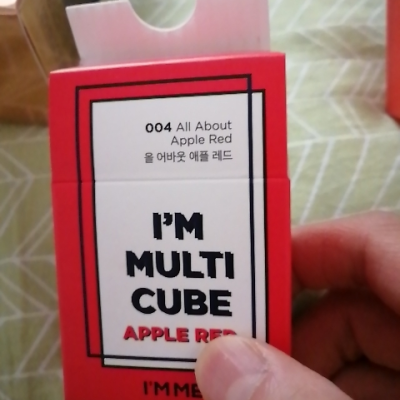 004 All About
Apple Red
올 어바웃 애플 레드
I'M
MULTI
CUBE
APPLE RED
I'M ME